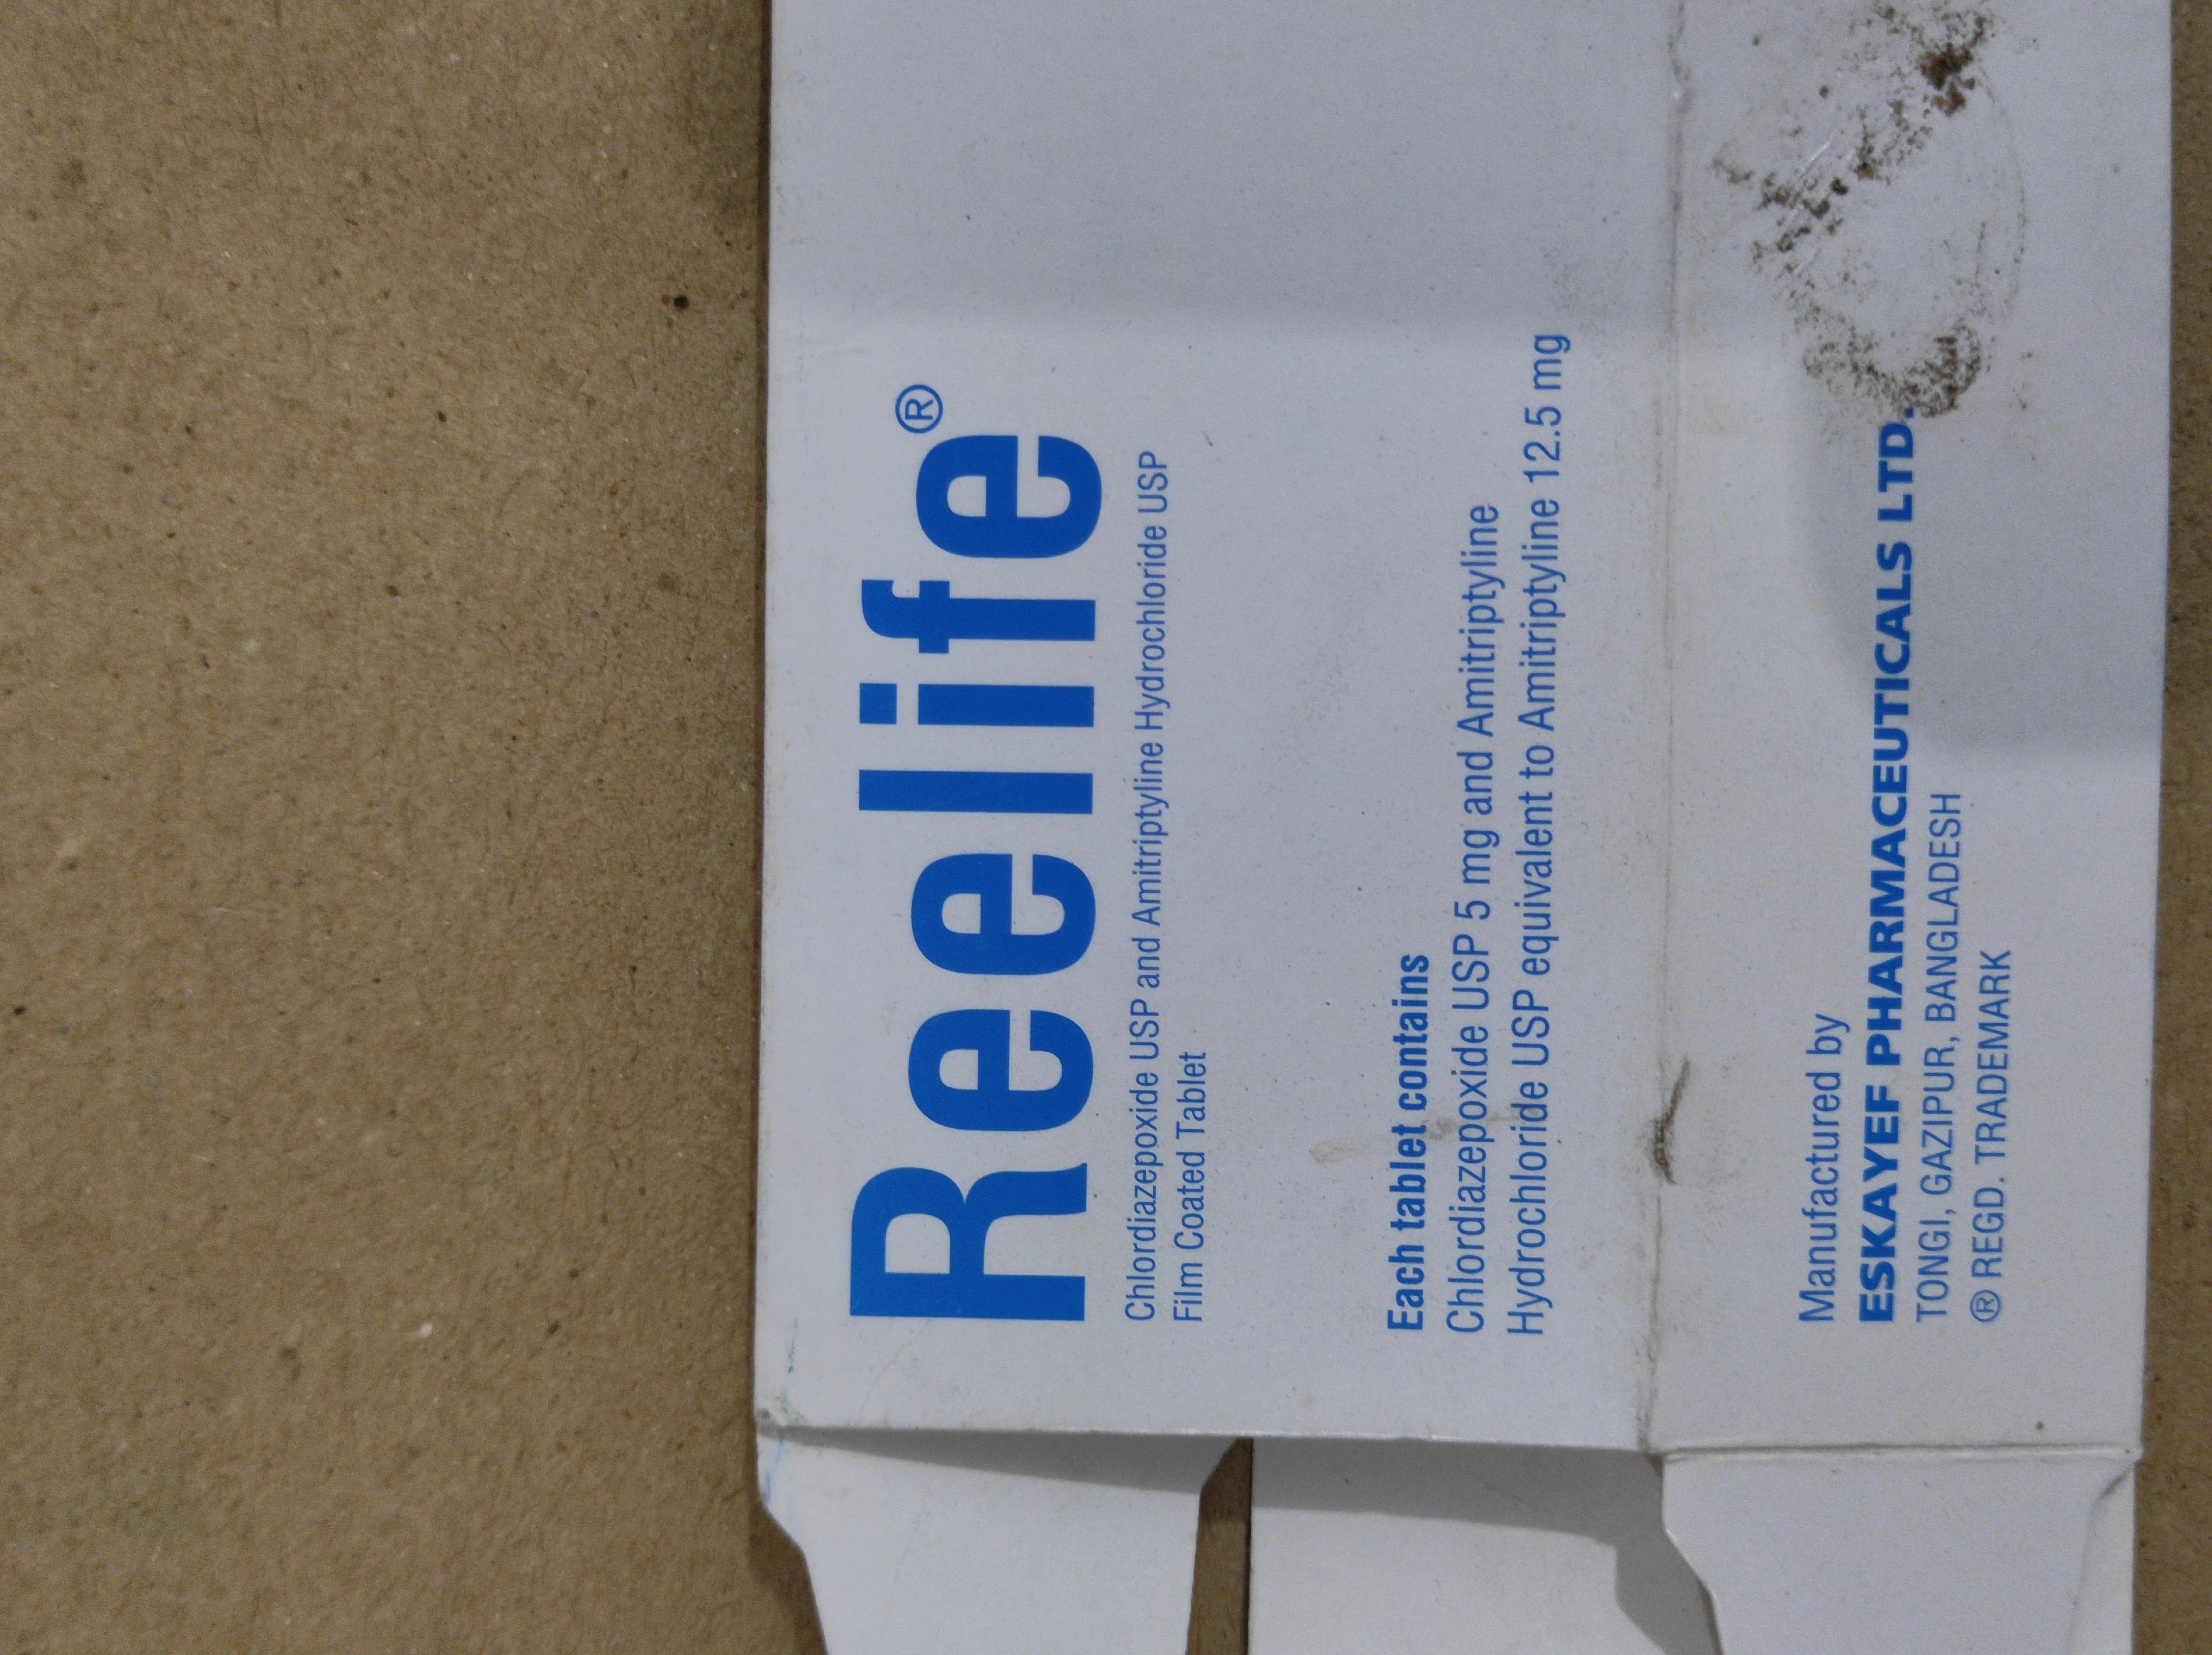 Reelife®
Chlordiazepoxide USP and Amitriptyline Hydrochloride USP
Film Coated Tablet
Each tablet contains
Chlordiazepoxide USP 5 mg and Amitriptyline
Hydrochloride USP equivalent to Amitriptyline 12.5 mg
Manufactured by
ESKAYEF PHARMACEUTICALS LTD.
TONGI, GAZIPUR, BANGLADESH
® REGD. TRADEMARK